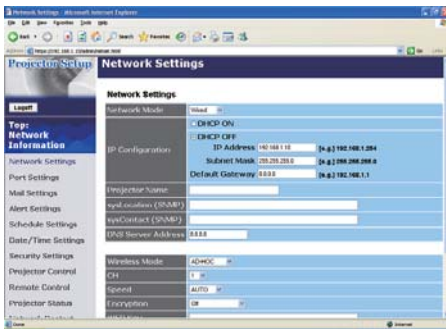 Network Settings - Microsoft Internet Explorer
File Edit View Favorites Tools Help
Back Search Favorites
Projector Setup
Network Settings
Logoff
Top:
Network
Information
Network Settings
Port Settings
Mail Settings
Alert Settings
Schedule Settings
Date/Time Settings
Security Settings
Projector Control
Remote Control
Projector Status
Network Settings
Network Mode Wired
IP Configuration
DHCP ON
DHCP OFF
IP Address 192.168.1.10 [e.g.] 192.168.1.254
Subnet Mask 255.255.255.0 [e.g.] 255.255.255.0
Default Gateway 0.0.0.0 [e.g.] 192.168.1.1
Projector Name
sysLocation (SNMP)
sysContact (SNMP)
DNS Server Address 0.0.0.0
Wireless Mode AD-HOC
CH 1
Speed AUTO
Encryption Off
Done
Internet